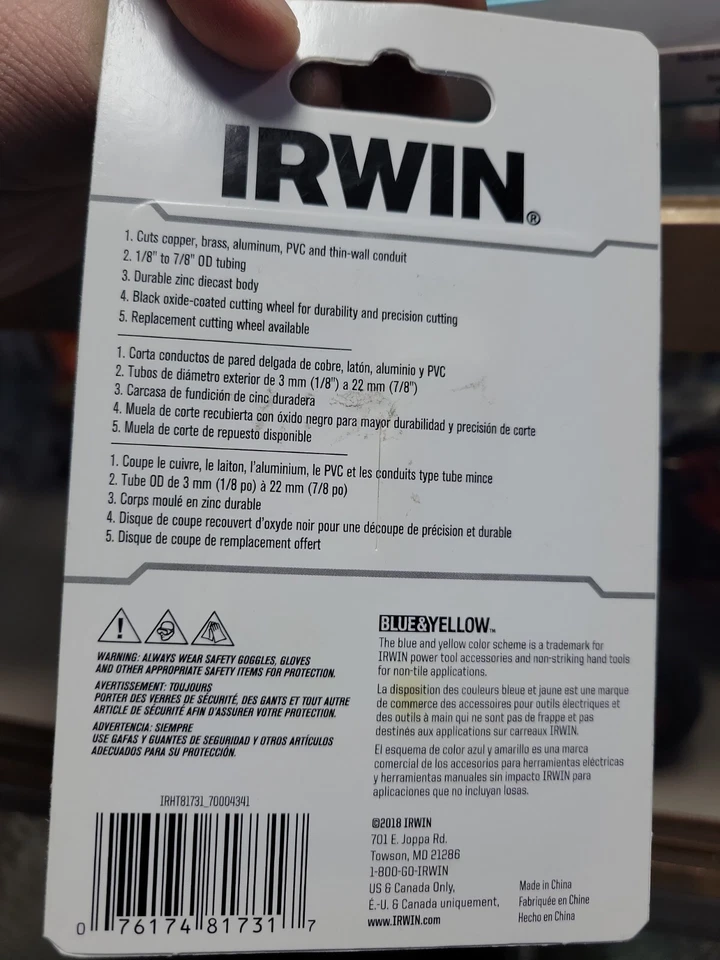 IRWIN®
1. Cuts copper, brass, aluminum, PVC and thin-wall conduit
2. 1/8" to 7/8" OD tubing
3. Durable zinc diecast body
4. Black oxide-coated cutting wheel for durability and precision cutting
5. Replacement cutting wheel available
1. Corta conductos de pared delgada de cobre, latón, aluminio y PVC
2. Tubos de diámetro exterior de 3 mm (1/8") a 22 mm (7/8")
3. Carcasa de fundición de cinc duradera
4. Muela de corte recubierta con óxido negro para mayor durabilidad y precisión de corte
5. Muela de corte de repuesto disponible
1. Coupe le cuivre, le laiton, l'aluminium, le PVC et les conduits type tube mince
2. Tube OD de 3 mm (1/8 po) à 22 mm (7/8 po)
3. Corps moulé en zinc durable
4. Disque de coupe recouvert d'oxyde noir pour une découpe de précision et durable
5. Disque de coupe de remplacement offert
WARNING: ALWAYS WEAR SAFETY GOGGLES, GLOVES
AND OTHER APPROPRIATE SAFETY ITEMS FOR PROTECTION.
AVERTISSEMENT: TOUJOURS
PORTER DES VERRES DE SÉCURITÉ, DES GANTS ET TOUT AUTRE
ARTICLE DE SÉCURITÉ AFIN D'ASSURER VOTRE PROTECTION.
ADVERTENCIA: SIEMPRE
USE GAFAS Y GUANTES DE SEGURIDAD Y OTROS ARTÍCULOS
ADECUADOS PARA SU PROTECCIÓN.
IRHT81731_70004341
0 76174 81731 7
BLUE&YELLOW™
The blue and yellow color scheme is a trademark for
IRWIN power tool accessories and non-striking hand tools
for non-tile applications.
La disposition des couleurs bleue et jaune est une marque
de commerce des accessoires pour outils électriques et
des outils à main qui ne sont pas de frappe et pas
destinés aux applications sur carreaux IRWIN.
El esquema de color azul y amarillo es una marca
comercial de los accesorios para herramientas eléctricas
y herramientas manuales sin impacto IRWIN para
aplicaciones que no incluyan losas.
©2018 IRWIN
701 E. Joppa Rd.
Towson, MD 21286
1-800-GO-IRWIN
US & Canada Only,
É.-U. & Canada uniquement,
www.IRWIN.com
Made in China
Fabriquée en Chine
Hecho en China